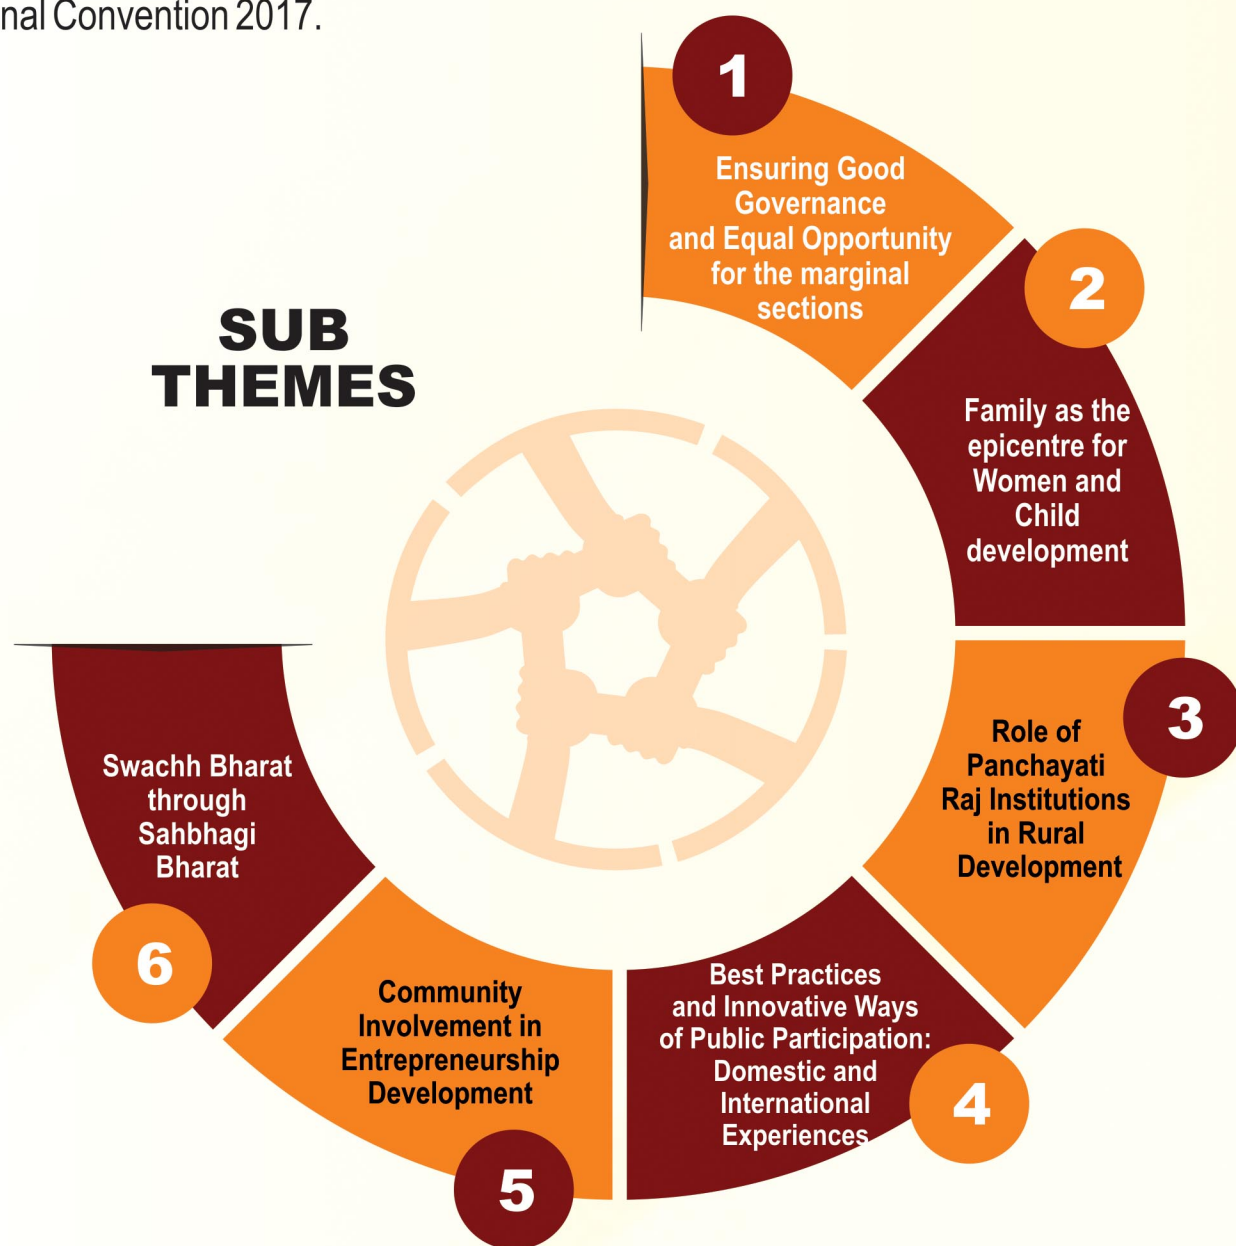 nal Convention 2017.
SUB
THEMES
1
Ensuring Good
Governance
and Equal Opportunity
for the marginal
sections
2
Family as the
epicentre for
Women and
Child
development
3
Role of
Panchayati
Raj Institutions
in Rural
Development
4
Best Practices
and Innovative Ways
of Public Participation:
Domestic and
International
Experiences
5
Community
Involvement in
Entrepreneurship
Development
6
Swachh Bharat
through
Sahbhagi
Bharat